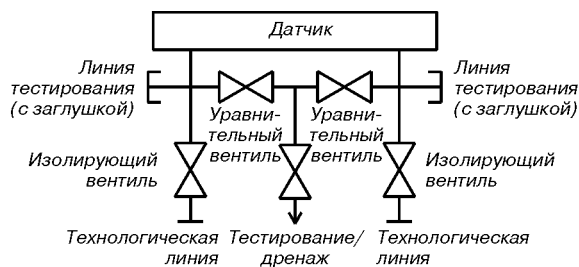 Датчик
Линия
тестирования
(с заглушкой)
Линия
тестирования
(с заглушкой)
Уравни-
тельный
вентиль
Уравни-
тельный
вентиль
Изолирующий
вентиль
Изолирующий
вентиль
Технологическая
линия
Тестирование/
дренаж
Технологическая
линия